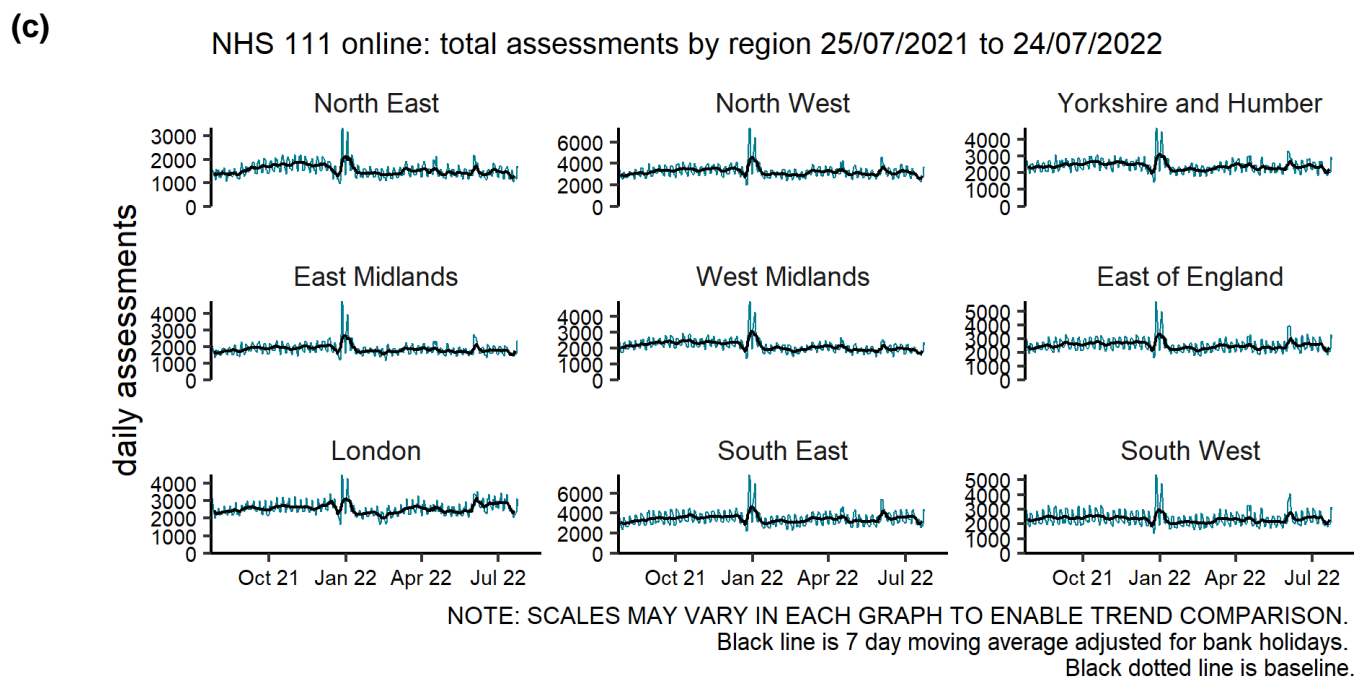 (c)
NHS 111 online: total assessments by region 25/07/2021 to 24/07/2022
daily assessments
North East
3000
2000
1000
0
North West
6000
4000
2000
0
Yorkshire and Humber
4000
3000
2000
1000
0
East Midlands
4000
3000
2000
1000
0
West Midlands
4000
3000
2000
1000
0
East of England
5000
4000
3000
2000
1000
0
London
4000
3000
2000
1000
0
South East
6000
4000
2000
0
South West
5000
4000
3000
2000
1000
0
Oct 21 Jan 22 Apr 22 Jul 22
Oct 21 Jan 22 Apr 22 Jul 22
Oct 21 Jan 22 Apr 22 Jul 22
NOTE: SCALES MAY VARY IN EACH GRAPH TO ENABLE TREND COMPARISON.
Black line is 7 day moving average adjusted for bank holidays.
Black dotted line is baseline.